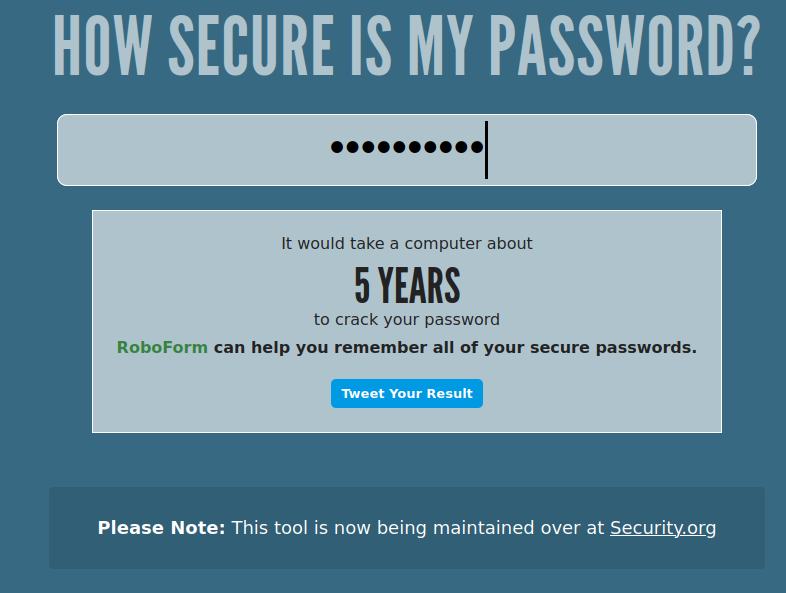 HOW SECURE IS MY PASSWORD?
••••••••••
It would take a computer about
5 YEARS
to crack your password
RoboForm can help you remember all of your secure passwords.
Tweet Your Result
Please Note: This tool is now being maintained over at Security.org